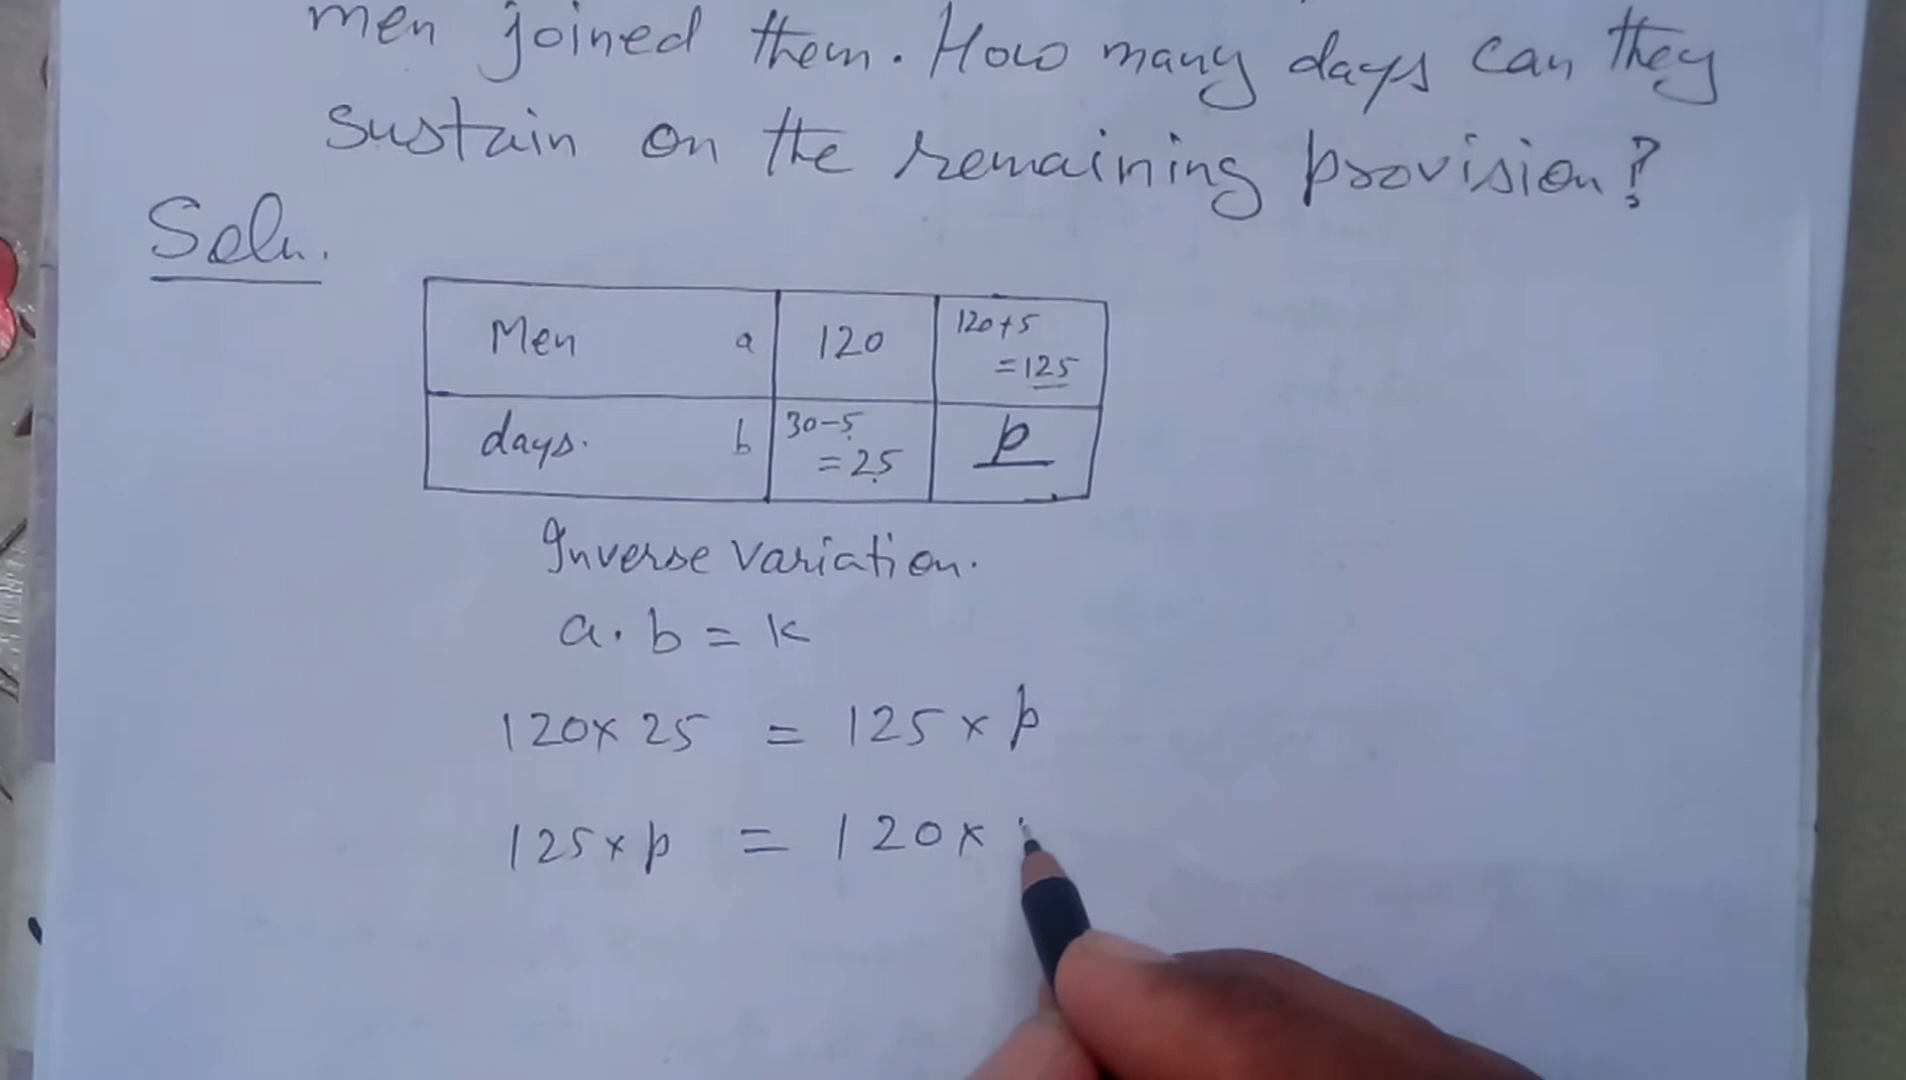 men joined them. How many days can they
sustain on the remaining provision?
Soln.
Men a 120 120+5
=125
days. b 30-5 p
=25
Inverse variation.
a. b = k
120x 25 = 125 x p
125 x p = 120 x